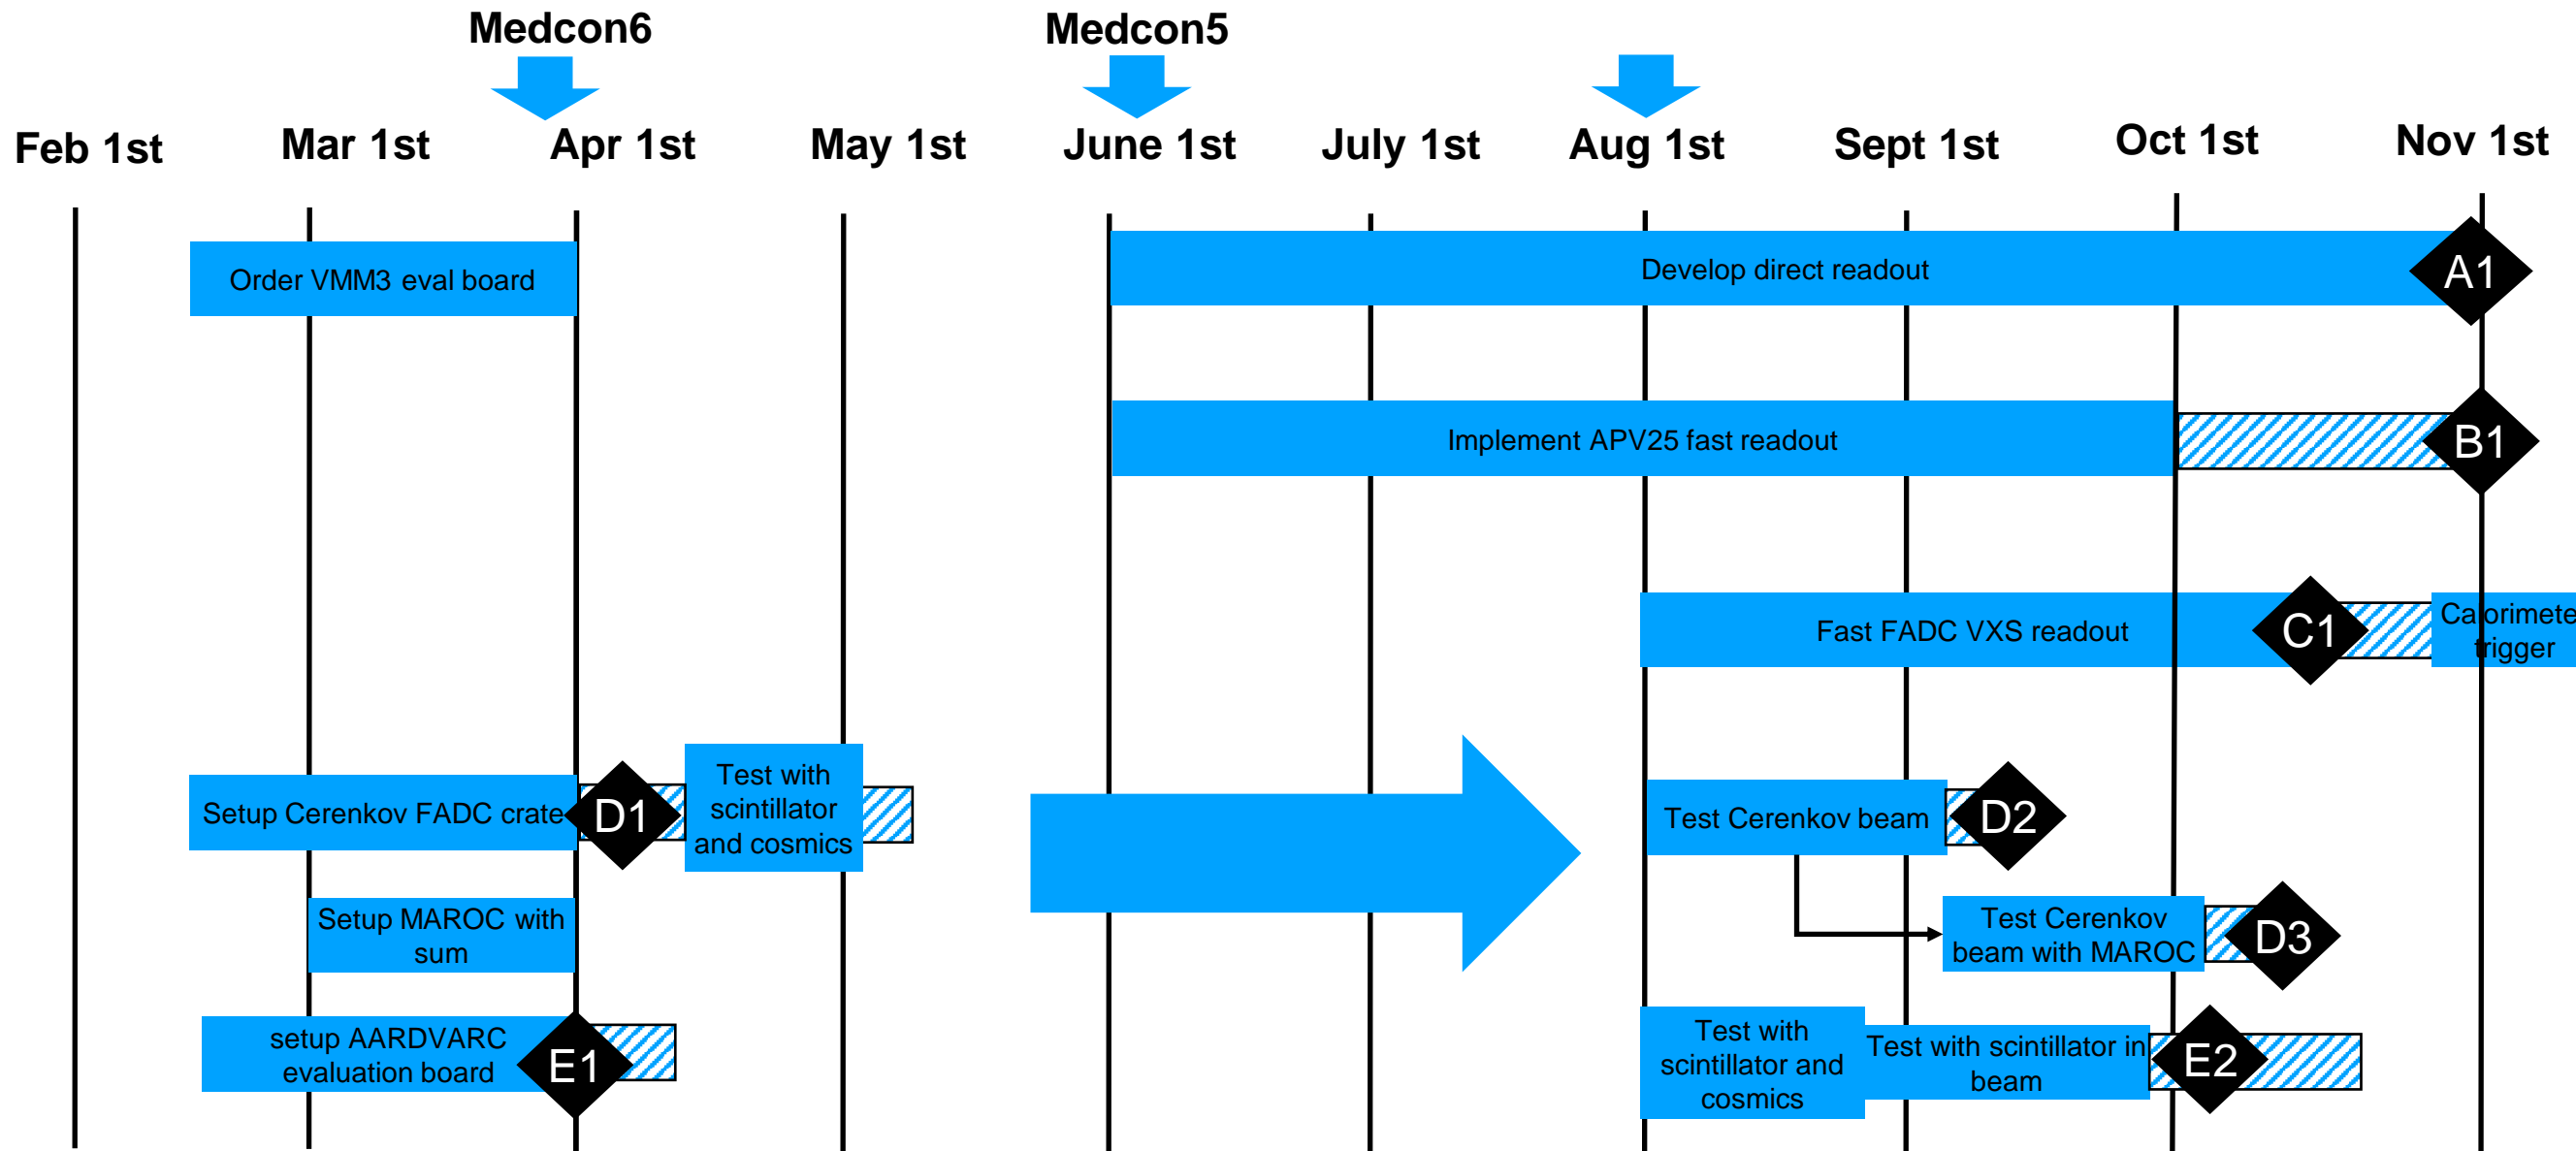 Medcon6
Medcon5
Feb 1st
Mar 1st
Apr 1st
May 1st
June 1st
July 1st
Aug 1st
Sept 1st
Oct 1st
Nov 1st
Order VMM3 eval board
Develop direct readout
A1
Implement APV25 fast readout
B1
Fast FADC VXS readout
C1
Calorimete
trigger
Setup Cerenkov FADC crate
D1
Test with
scintillator
and cosmics
Test Cerenkov beam
D2
Setup MAROC with
sum
Test Cerenkov
beam with MAROC
D3
setup AARDVARC
evaluation board
E1
Test with
scintillator and
cosmics
Test with scintillator in
beam
E2